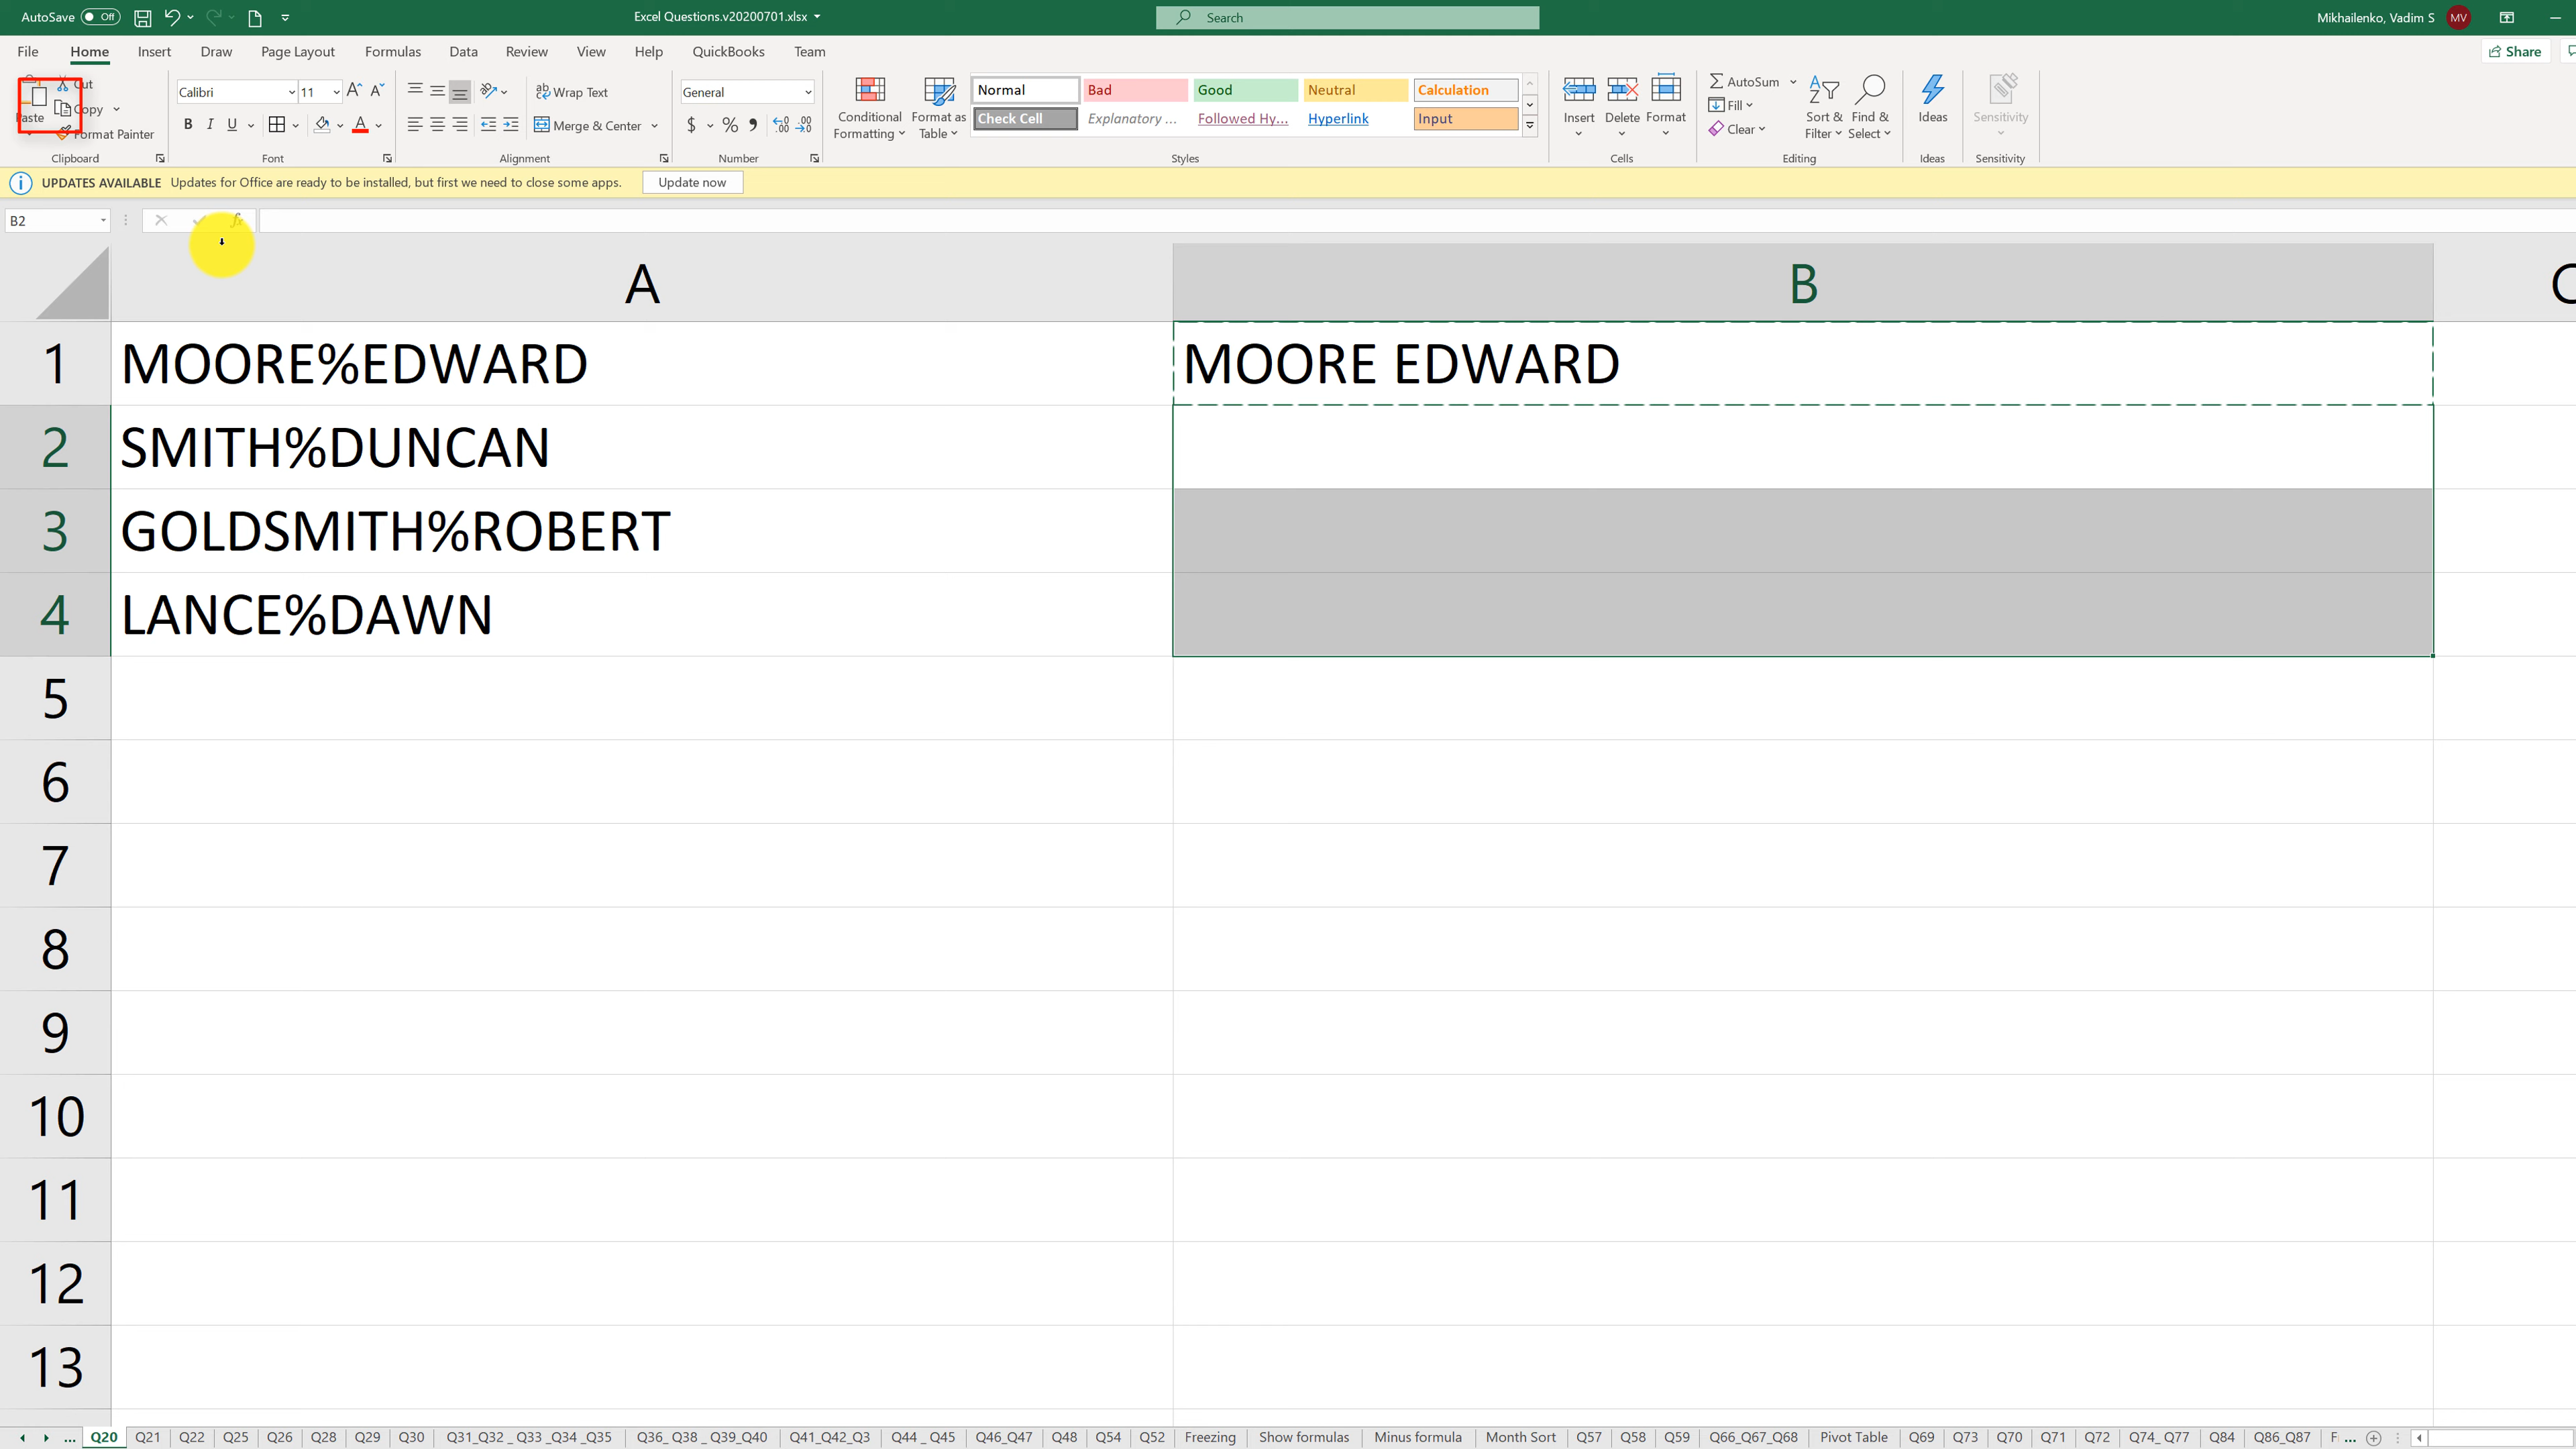 AutoSave Off
Excel Questions.v20200701.xlsx
Search
Mikhailenko, Vadim S MV
File Home Insert Draw Page Layout Formulas Data Review View Help QuickBooks Team
Share
Cut
Copy
Format Painter
Clipboard
Calibri 11
B I U A
Font
Wrap Text
Merge & Center
Alignment
General
$ % ,
Number
Conditional Formatting
Format as Table
Normal Bad Good Neutral Calculation
Check Cell Explanatory ... Followed Hy... Hyperlink Input
Styles
Insert Delete Format
Cells
AutoSum
Fill
Clear
Sort & Filter
Find & Select
Editing
Ideas
Ideas
Sensitivity
Sensitivity
UPDATES AVAILABLE Updates for Office are ready to be installed, but first we need to close some apps. Update now
B2
fx
A B C
1 MOORE%EDWARD MOORE EDWARD
2 SMITH%DUNCAN
3 GOLDSMITH%ROBERT
4 LANCE%DAWN
5
6
7
8
9
10
11
12
13
... Q20 Q21 Q22 Q25 Q26 Q28 Q29 Q30 Q31_Q32 _ Q33 _Q34 _Q35 Q36_ Q38 _ Q39_Q40 Q41_Q42_Q3 Q44 _ Q45 Q46_Q47 Q48 Q54 Q52 Freezing Show formulas Minus formula Month Sort Q57 Q58 Q59 Q66_Q67_Q68 Pivot Table Q69 Q73 Q70 Q71 Q72 Q74_ Q77 Q84 Q86_Q87 ...